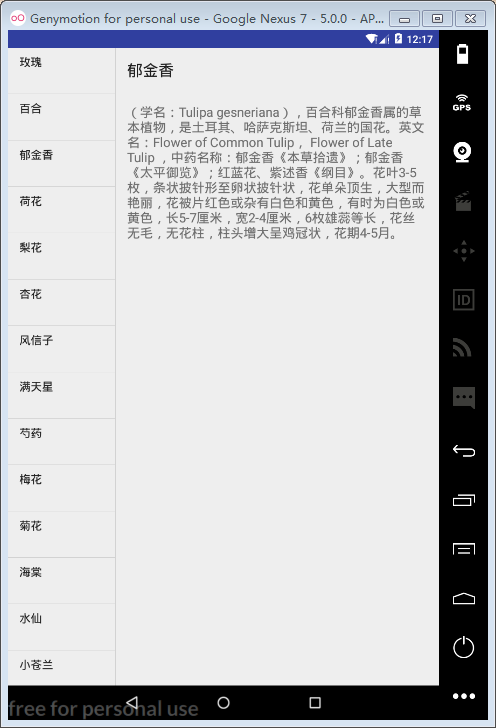 Genymotion for personal use - Google Nexus 7 - 5.0.0 - AP...
12:17
玫瑰
百合
郁金香
荷花
梨花
杏花
风信子
满天星
芍药
梅花
菊花
海棠
水仙
小苍兰
郁金香
（学名：Tulipa gesneriana），百合科郁金香属的草
本植物，是土耳其、哈萨克斯坦、荷兰的国花。英文
名：Flower of Common Tulip， Flower of Late
Tulip ，中药名称：郁金香《本草拾遗》；郁金香
《太平御览》；红蓝花、紫述香《纲目》。花叶3-5
枚，条状披针形至卵状披针状，花单朵顶生，大型而
艳丽，花被片红色或杂有白色和黄色，有时为白色或
黄色，长5-7厘米，宽2-4厘米，6枚雄蕊等长，花丝
无毛，无花柱，柱头增大呈鸡冠状，花期4-5月。
GPS
ID
free for personal use